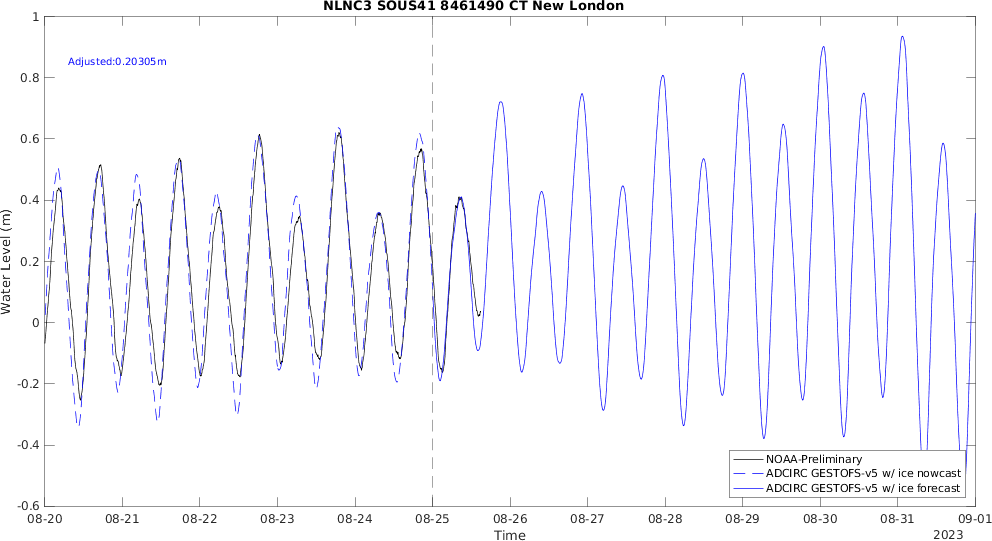 NLNC3 SOUS41 8461490 CT New London
Adjusted:0.20305m
Water Level (m)
1
0.8
0.6
0.4
0.2
0
-0.2
-0.4
-0.6
08-20 08-21 08-22 08-23 08-24 08-25 08-26 08-27 08-28 08-29 08-30 08-31 09-01
Time
2023
NOAA-Preliminary
ADCIRC GESTOFS-v5 w/ ice nowcast
ADCIRC GESTOFS-v5 w/ ice forecast